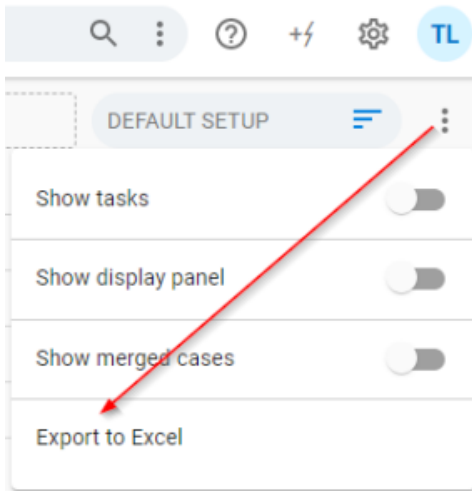 TL
DEFAULT SETUP
Show tasks
Show display panel
Show merged cases
Export to Excel